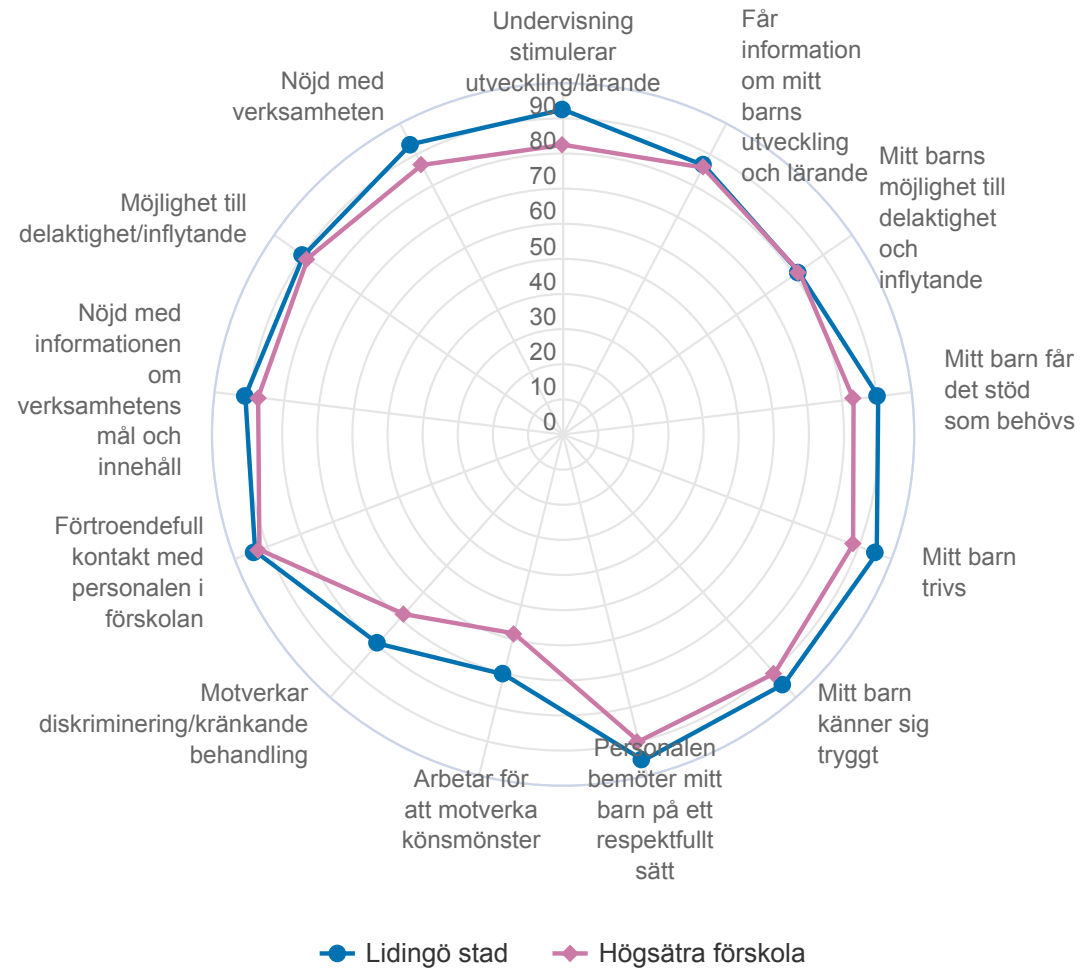 Undervisning
stimulerar
utveckling/lärande
Får
information
om mitt
barns
utveckling
och lärande
Mitt barns
möjlighet till
delaktighet
och
inflytande
Mitt barn får
det stöd
som behövs
Mitt barn
trivs
Mitt barn
känner sig
tryggt
Personalen
bemöter mitt
barn på ett
respektfullt
sätt
Arbetar för
att motverka
könsmönster
Motverkar
diskriminering/kränkande
behandling
Förtroendefull
kontakt med
personalen i
förskolan
Nöjd med
informationen
om
verksamhetens
mål och
innehåll
Möjlighet till
delaktighet/inflytande
Nöjd med
verksamheten
90
80
70
60
50
40
30
20
10
0
Lidingö stad
Högsätra förskola